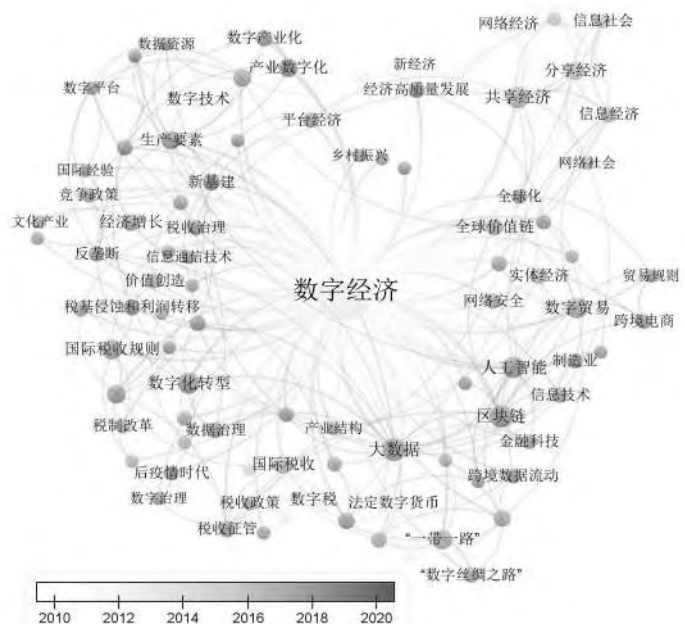 网络经济
信息社会
数据资源
数字产业化
产业数字化
新经济
分享经济
数字平台
数字技术
经济高质量发展
共享经济
平台经济
信息经济
生产要素
乡村振兴
网络社会
国际经验
新基建
竞争政策
全球化
文化产业
经济增长
税收治理
全球价值链
反垄断
信息通信技术
价值创造
数字经济
实体经济
贸易规则
税基侵蚀和利润转移
网络安全
数字贸易
跨境电商
国际税收规则
人工智能
制造业
数字化转型
信息技术
税制改革
数据治理
产业结构
区块链
大数据
金融科技
后疫情时代
国际税收
跨境数据流动
数字治理
税收政策
数字税
法定数字货币
税收征管
“一带一路”
“数字丝绸之路”
2010 2012 2014 2016 2018 2020